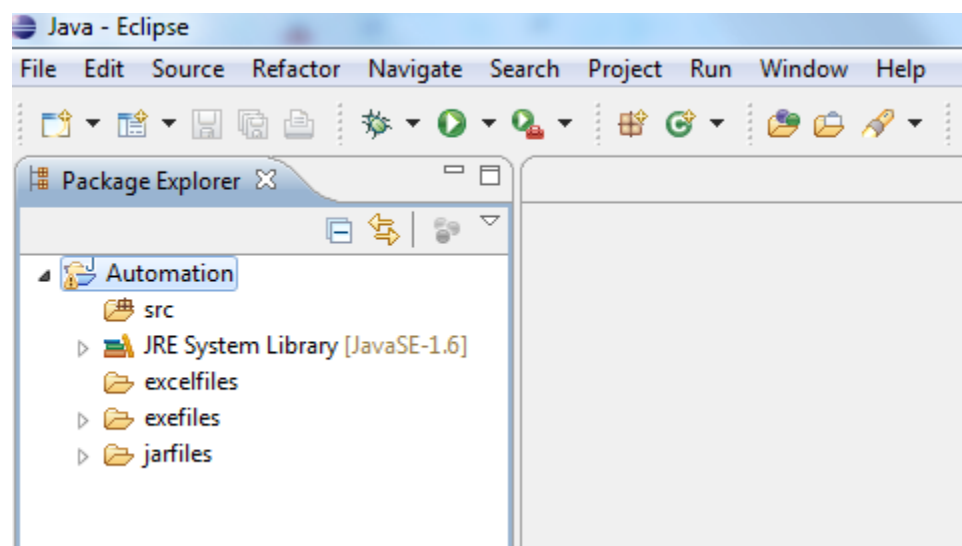 Java - Eclipse
File Edit Source Refactor Navigate Search Project Run Window Help
Package Explorer
Automation
src
JRE System Library [JavaSE-1.6]
excelfiles
exefiles
jarfiles